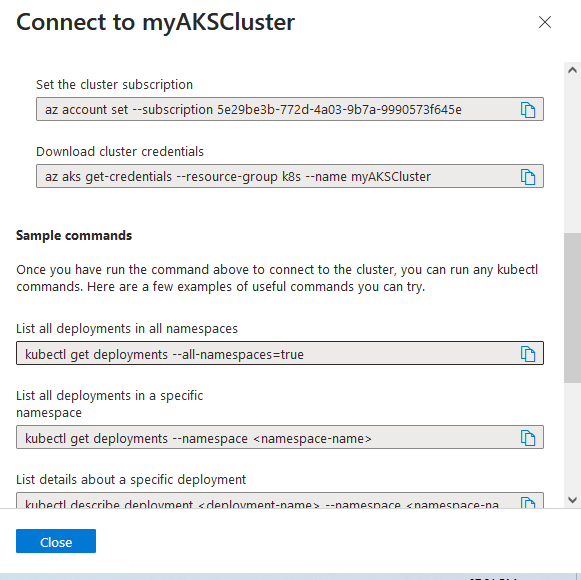 Connect to myAKSCluster
Set the cluster subscription
az account set --subscription 5e29be3b-772d-4a03-9b7a-9990573f645e
Download cluster credentials
az aks get-credentials --resource-group k8s --name myAKSCluster
Sample commands
Once you have run the command above to connect to the cluster, you can run any kubectl
commands. Here are a few examples of useful commands you can try.
List all deployments in all namespaces
kubectl get deployments --all-namespaces=true
List all deployments in a specific
namespace
kubectl get deployments --namespace <namespace-name>
List details about a specific deployment
kubectl describe deployment <deployment-name> --namespace <namespace-na
Close